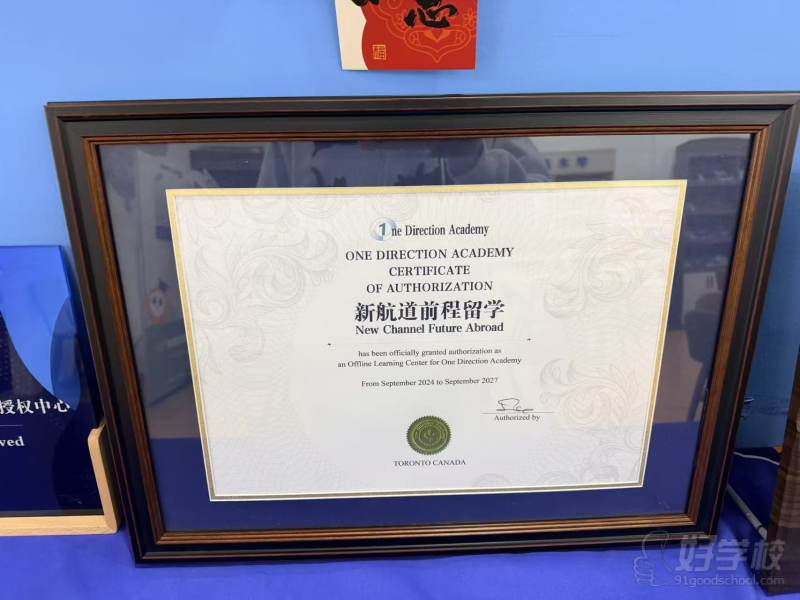 福
1ne Direction Academy
ONE DIRECTION ACADEMY
CERTIFICATE
OF AUTHORIZATION
新航道前程留学
New Channel Future Abroad
has been officially granted authorization as
an Offline Learning Center for One Direction Academy
From September 2024 to September 2027
Authorized by
TORONTO CANADA
授权中心
ved
好学校
91goodschool.com